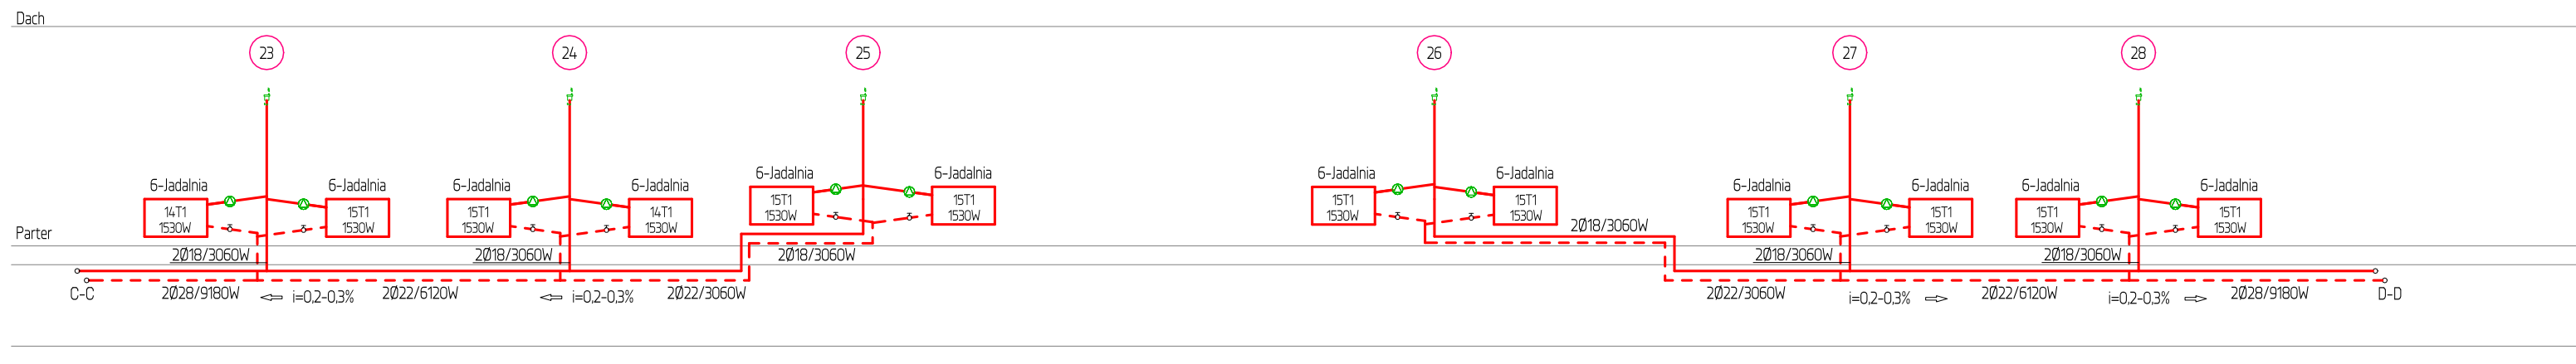 Dach
23
24
25
26
27
28
6-Jadalnia
14T1
1530W
6-Jadalnia
15T1
1530W
6-Jadalnia
15T1
1530W
6-Jadalnia
14T1
1530W
6-Jadalnia
15T1
1530W
6-Jadalnia
15T1
1530W
6-Jadalnia
15T1
1530W
6-Jadalnia
15T1
1530W
6-Jadalnia
15T1
1530W
6-Jadalnia
15T1
1530W
6-Jadalnia
15T1
1530W
6-Jadalnia
15T1
1530W
Parter
2Ø18/3060W
2Ø18/3060W
2Ø18/3060W
2Ø18/3060W
2Ø18/3060W
2Ø18/3060W
C-C
2Ø28/9180W
i=0,2-0,3%
2Ø22/6120W
i=0,2-0,3%
2Ø22/3060W
2Ø22/3060W
i=0,2-0,3%
2Ø22/6120W
i=0,2-0,3%
2Ø28/9180W
D-D